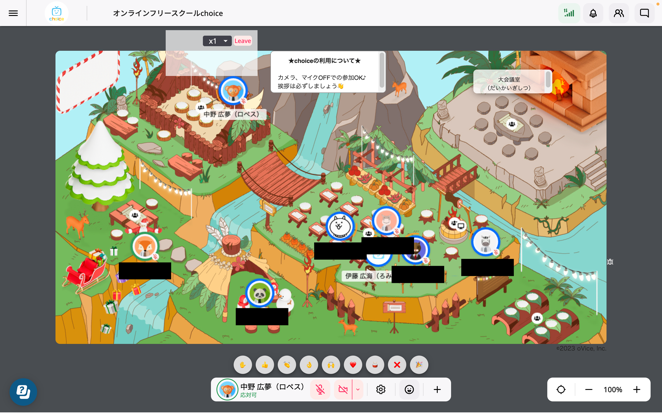 オンラインフリースクールchoice
x1
Leave
★choiceの利用について★
カメラ、マイクOFFでの参加OK♪
挨拶は必ずしましょう👏
大会議室
（だいかいぎしつ）
中野 広夢（ロペス）
伊藤 広海（ろみ
©2023 oVice, Inc.
中野 広夢（ロペス）
応対可
100%